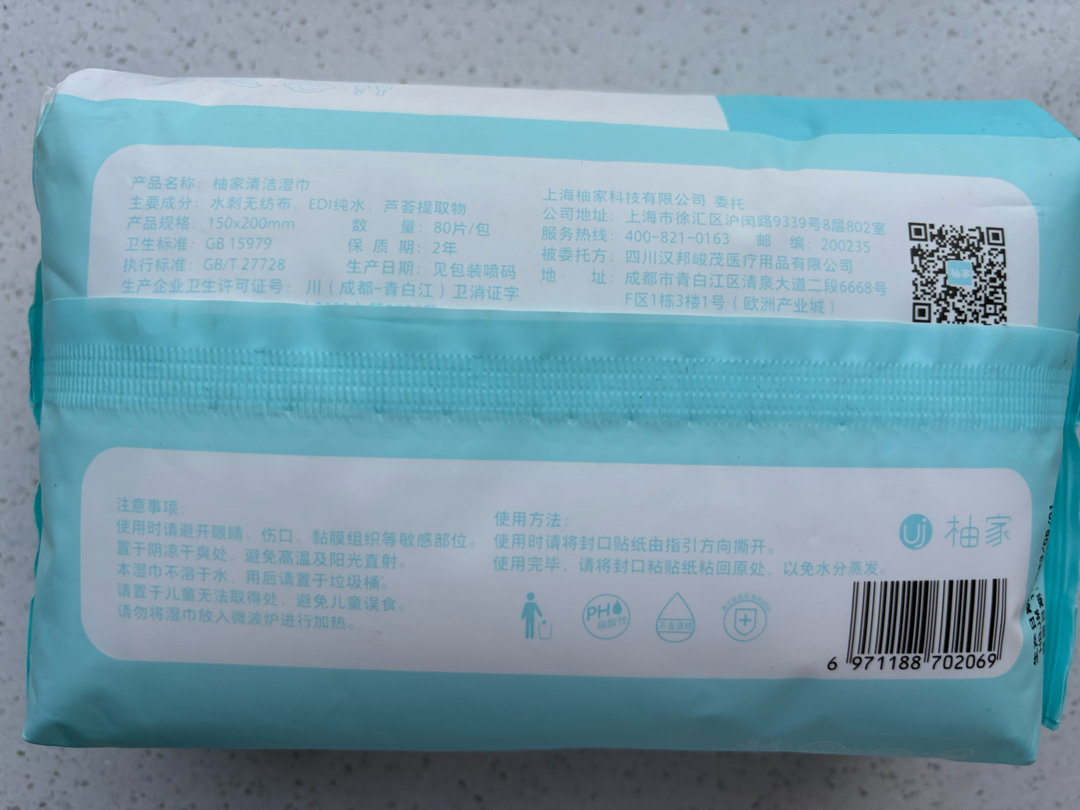 产品名称：柚家清洁湿巾
主要成分：水刺无纺布、EDI纯水、芦荟提取物
产品规格：150x200mm 数 量：80片/包
卫生标准：GB 15979 保 质 期：2年
执行标准：GB/T 27728 生产日期：见包装喷码
生产企业卫生许可证号：川（成都-青白江）卫消证字
上海柚家科技有限公司 委托
公司地址：上海市徐汇区沪闵路9339号8层802室
服务热线：400-821-0163 邮 编：200235
被委托方：四川汉邦峻茂医疗用品有限公司
地 址：成都市青白江区清泉大道二段6668号
F区1栋3楼1号（欧洲产业城）
柚家
注意事项：
使用时请避开眼睛、伤口、黏膜组织等敏感部位。
置于阴凉干爽处，避免高温及阳光直射。
本湿巾不溶于水，用后请置于垃圾桶。
请置于儿童无法取得处，避免儿童误食。
请勿将湿巾放入微波炉进行加热。
使用方法：
使用时请将封口贴纸由指引方向撕开。
使用完毕，请将封口粘贴纸粘回原处，以免水分蒸发。
PH
弱酸性
不含酒精
Uj 柚家
6 971188 702069